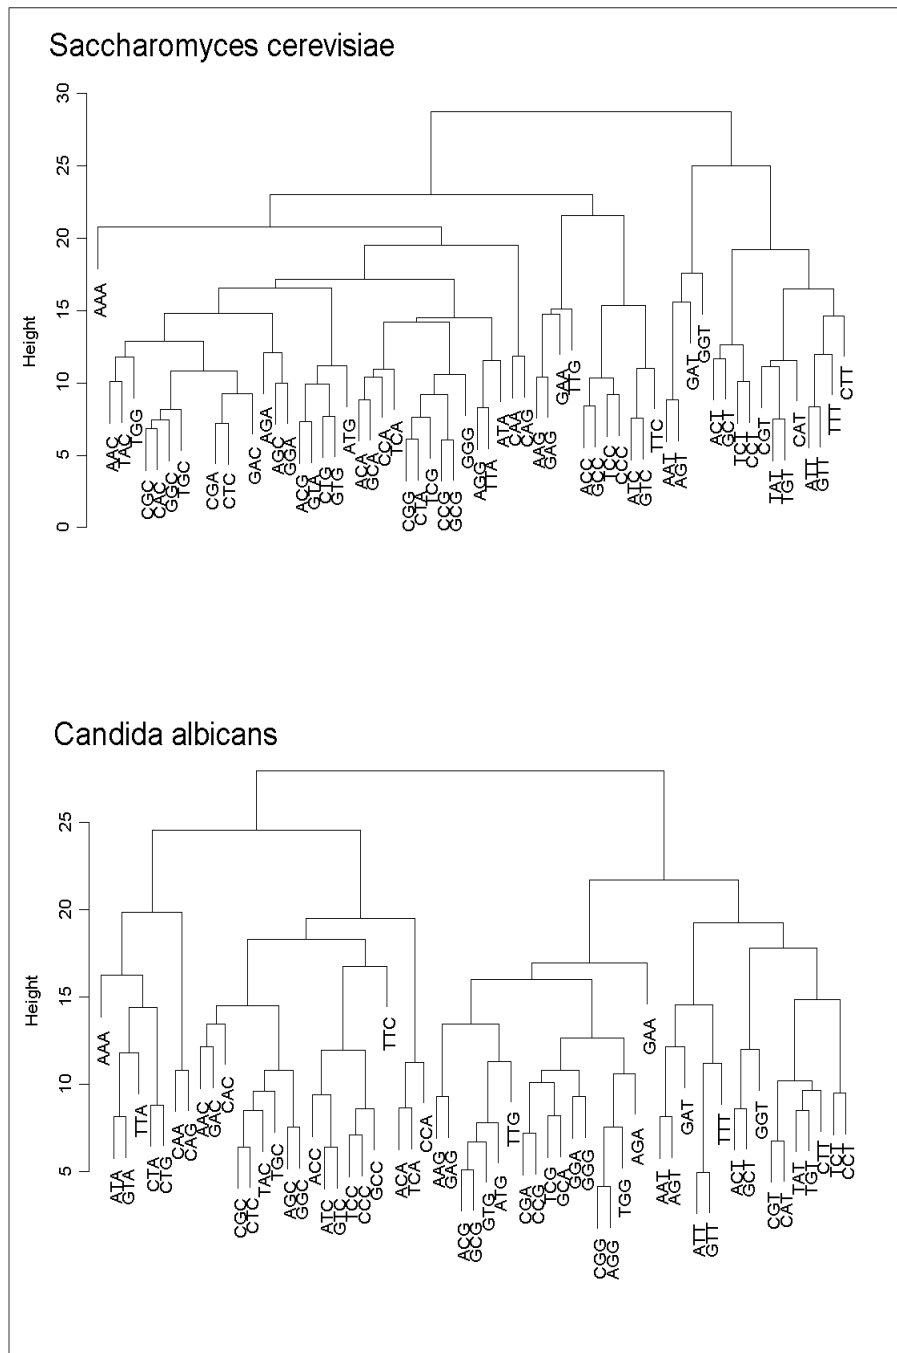 Saccharomyces cerevisiae
30
25
20
15
10
5
0
Height
AAA
AAC
TAC
TGG
CGC
CAC
GGC
TGC
CGA
CTC
GAC
AGA
AGC
GGA
ACG
GTA
CTG
GTG
ATG
ACA
GCA
CCA
TCA
CGG
CTA
TCG
CCG
GCG
GGG
AGG
TTA
ATA
CAA
CAG
AAG
GAG
GAA
TTG
ACC
GCC
TCC
CCC
ATC
GTC
TTC
AAT
AGT
GAT
GGT
ACT
GCT
TCT
CCT
CGT
TAT
TGT
CAT
ATT
GTT
TTT
CTT
Candida albicans
25
20
15
10
5
Height
AAA
ATA
GTA
TTA
CTA
CTG
CAA
CAG
AAC
GAC
CAC
CGC
CTC
TAC
TGC
AGC
GGC
ACC
ATC
GTC
TCC
CCC
GCC
TTC
ACA
TCA
CCA
AAG
GAG
ACG
GCG
GTG
ATG
TTG
CGA
CCG
TCG
GCA
GGA
GGG
CGG
AGG
TGG
AGA
GAA
AAT
AGT
GAT
ATT
GTT
TTT
ACT
GCT
GGT
CGT
CAT
TAT
TGT
CTT
TCT
CCT